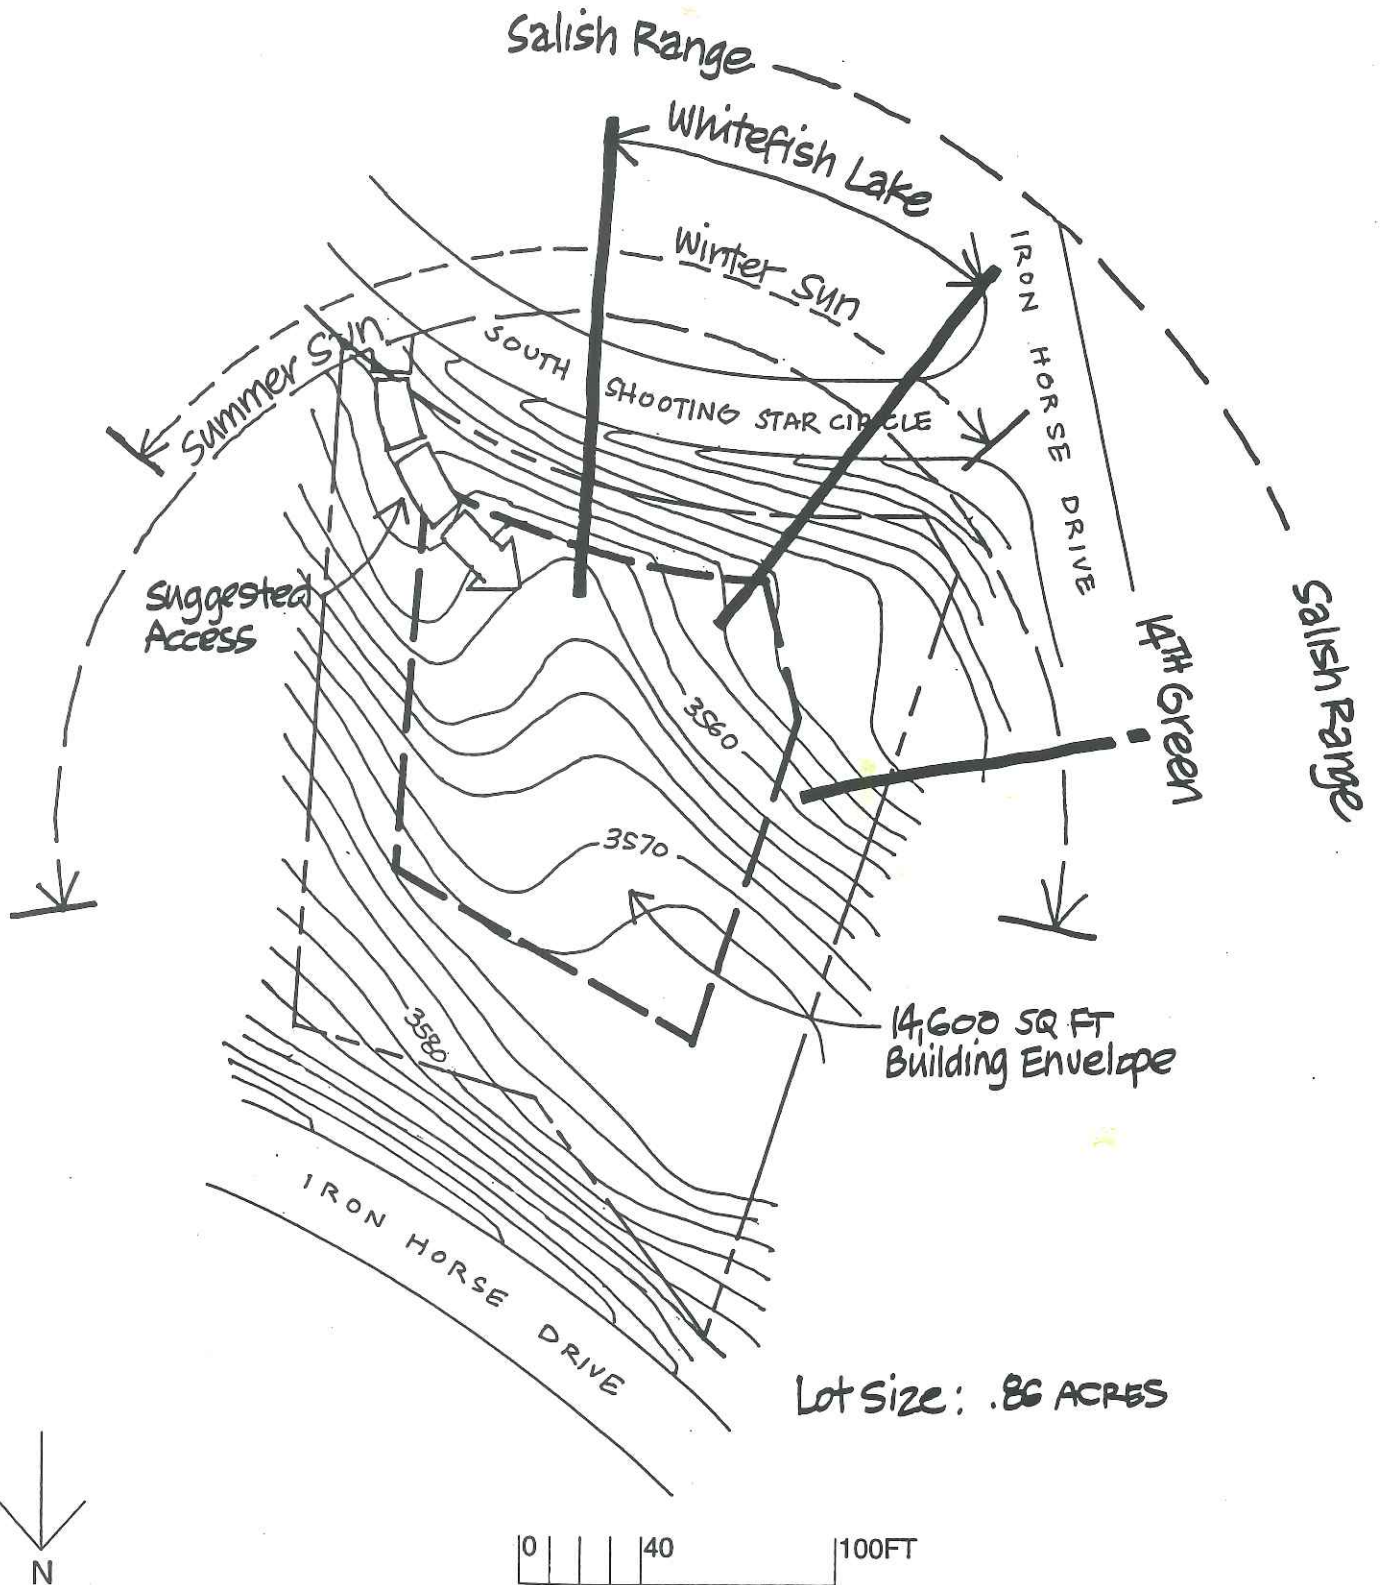 Salish Range
Whitefish Lake
Winter Sun
Summer Sun
SOUTH SHOOTING STAR CIRCLE
IRON HORSE DRIVE
Suggested
Access
14TH Green
Salish Range
3560
3570
14,600 SQ FT
Building Envelope
3580
IRON HORSE DRIVE
Lot Size: .86 ACRES
N
0 40 100FT